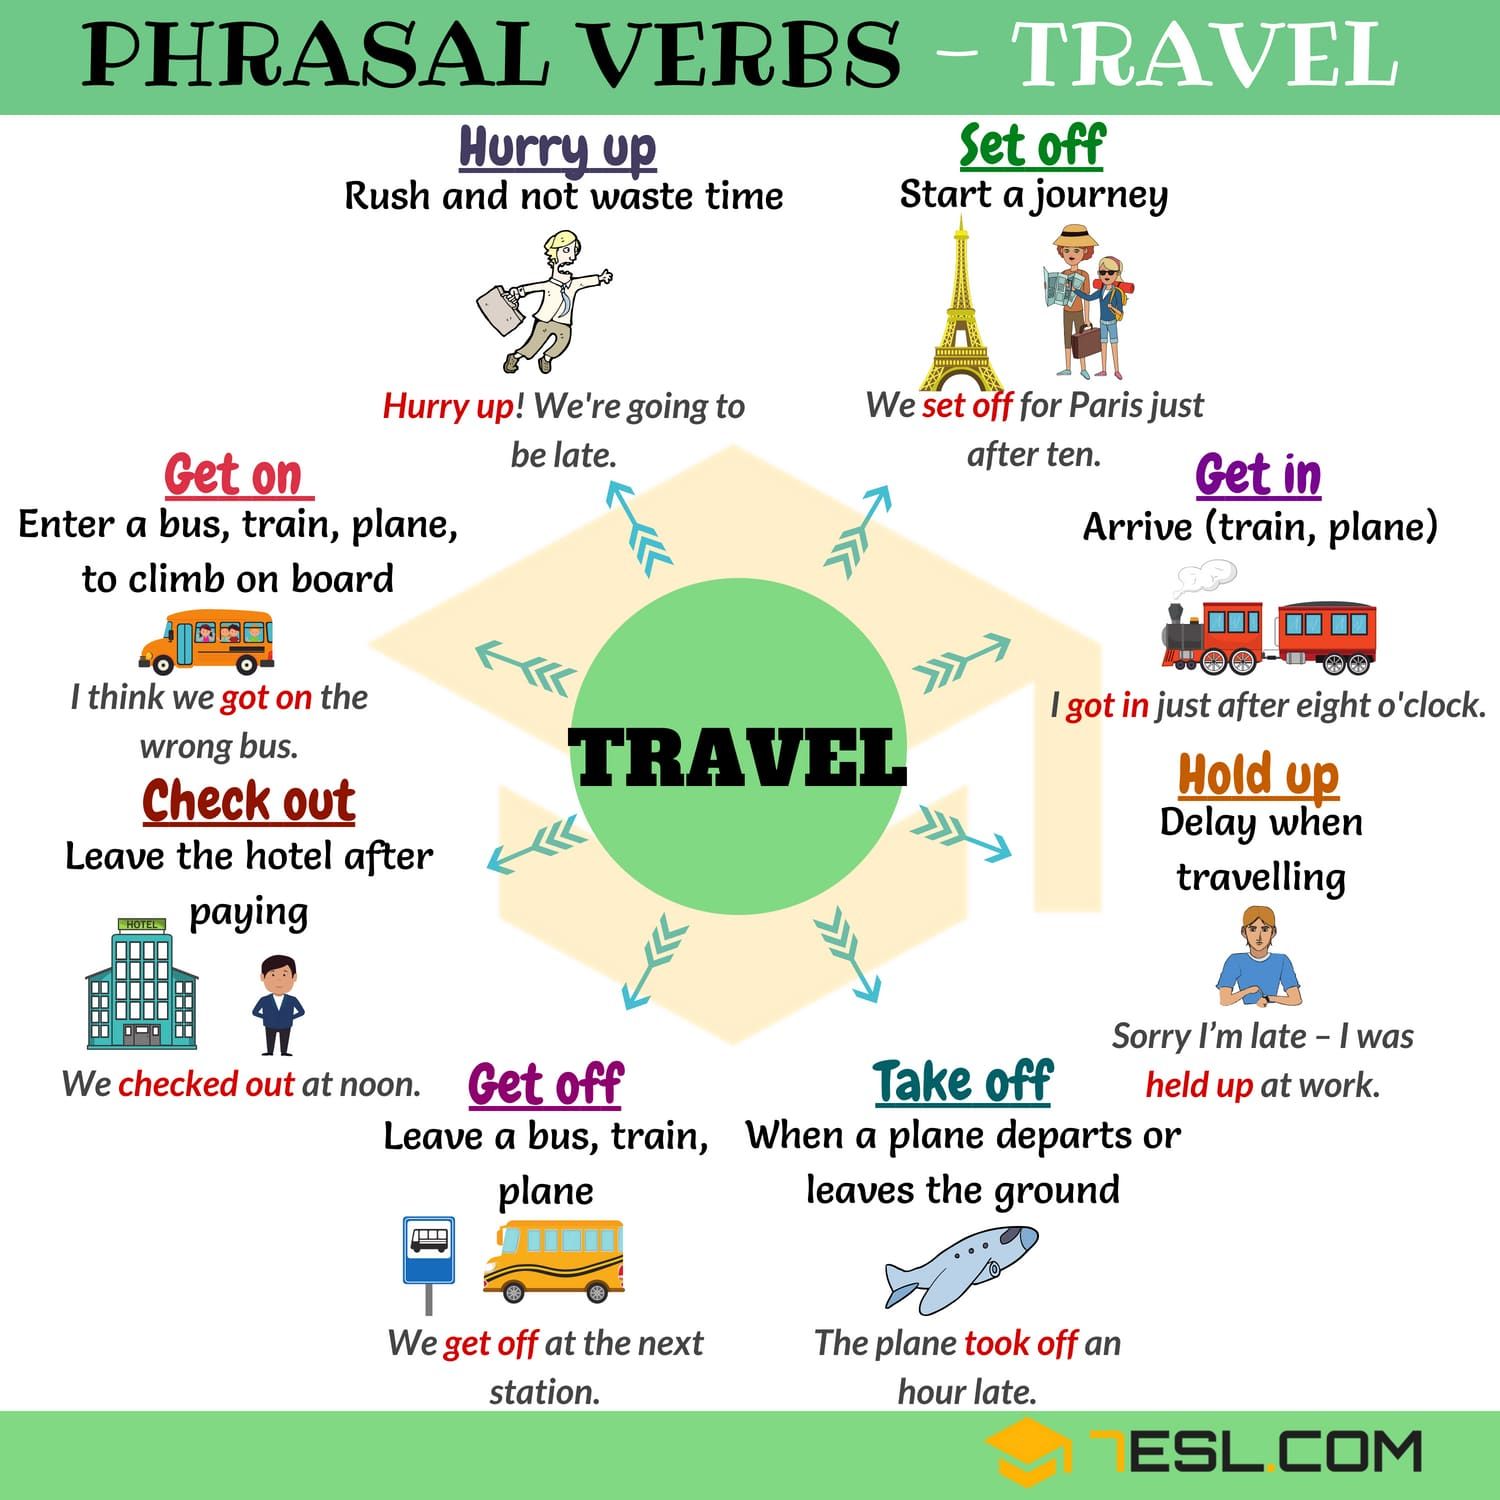 PHRASAL VERBS - TRAVEL
Hurry up
Rush and not waste time
Hurry up! We're going to
be late.
Set off
Start a journey
We set off for Paris just
after ten.
Get on
Enter a bus, train, plane,
to climb on board
I think we got on the
wrong bus.
Get in
Arrive (train, plane)
I got in just after eight o'clock.
TRAVEL
Check out
Leave the hotel after
paying
HOTEL
We checked out at noon.
Hold up
Delay when
travelling
Sorry I’m late – I was
held up at work.
Get off
Leave a bus, train,
plane
We get off at the next
station.
Take off
When a plane departs or
leaves the ground
The plane took off an
hour late.
7ESL.COM